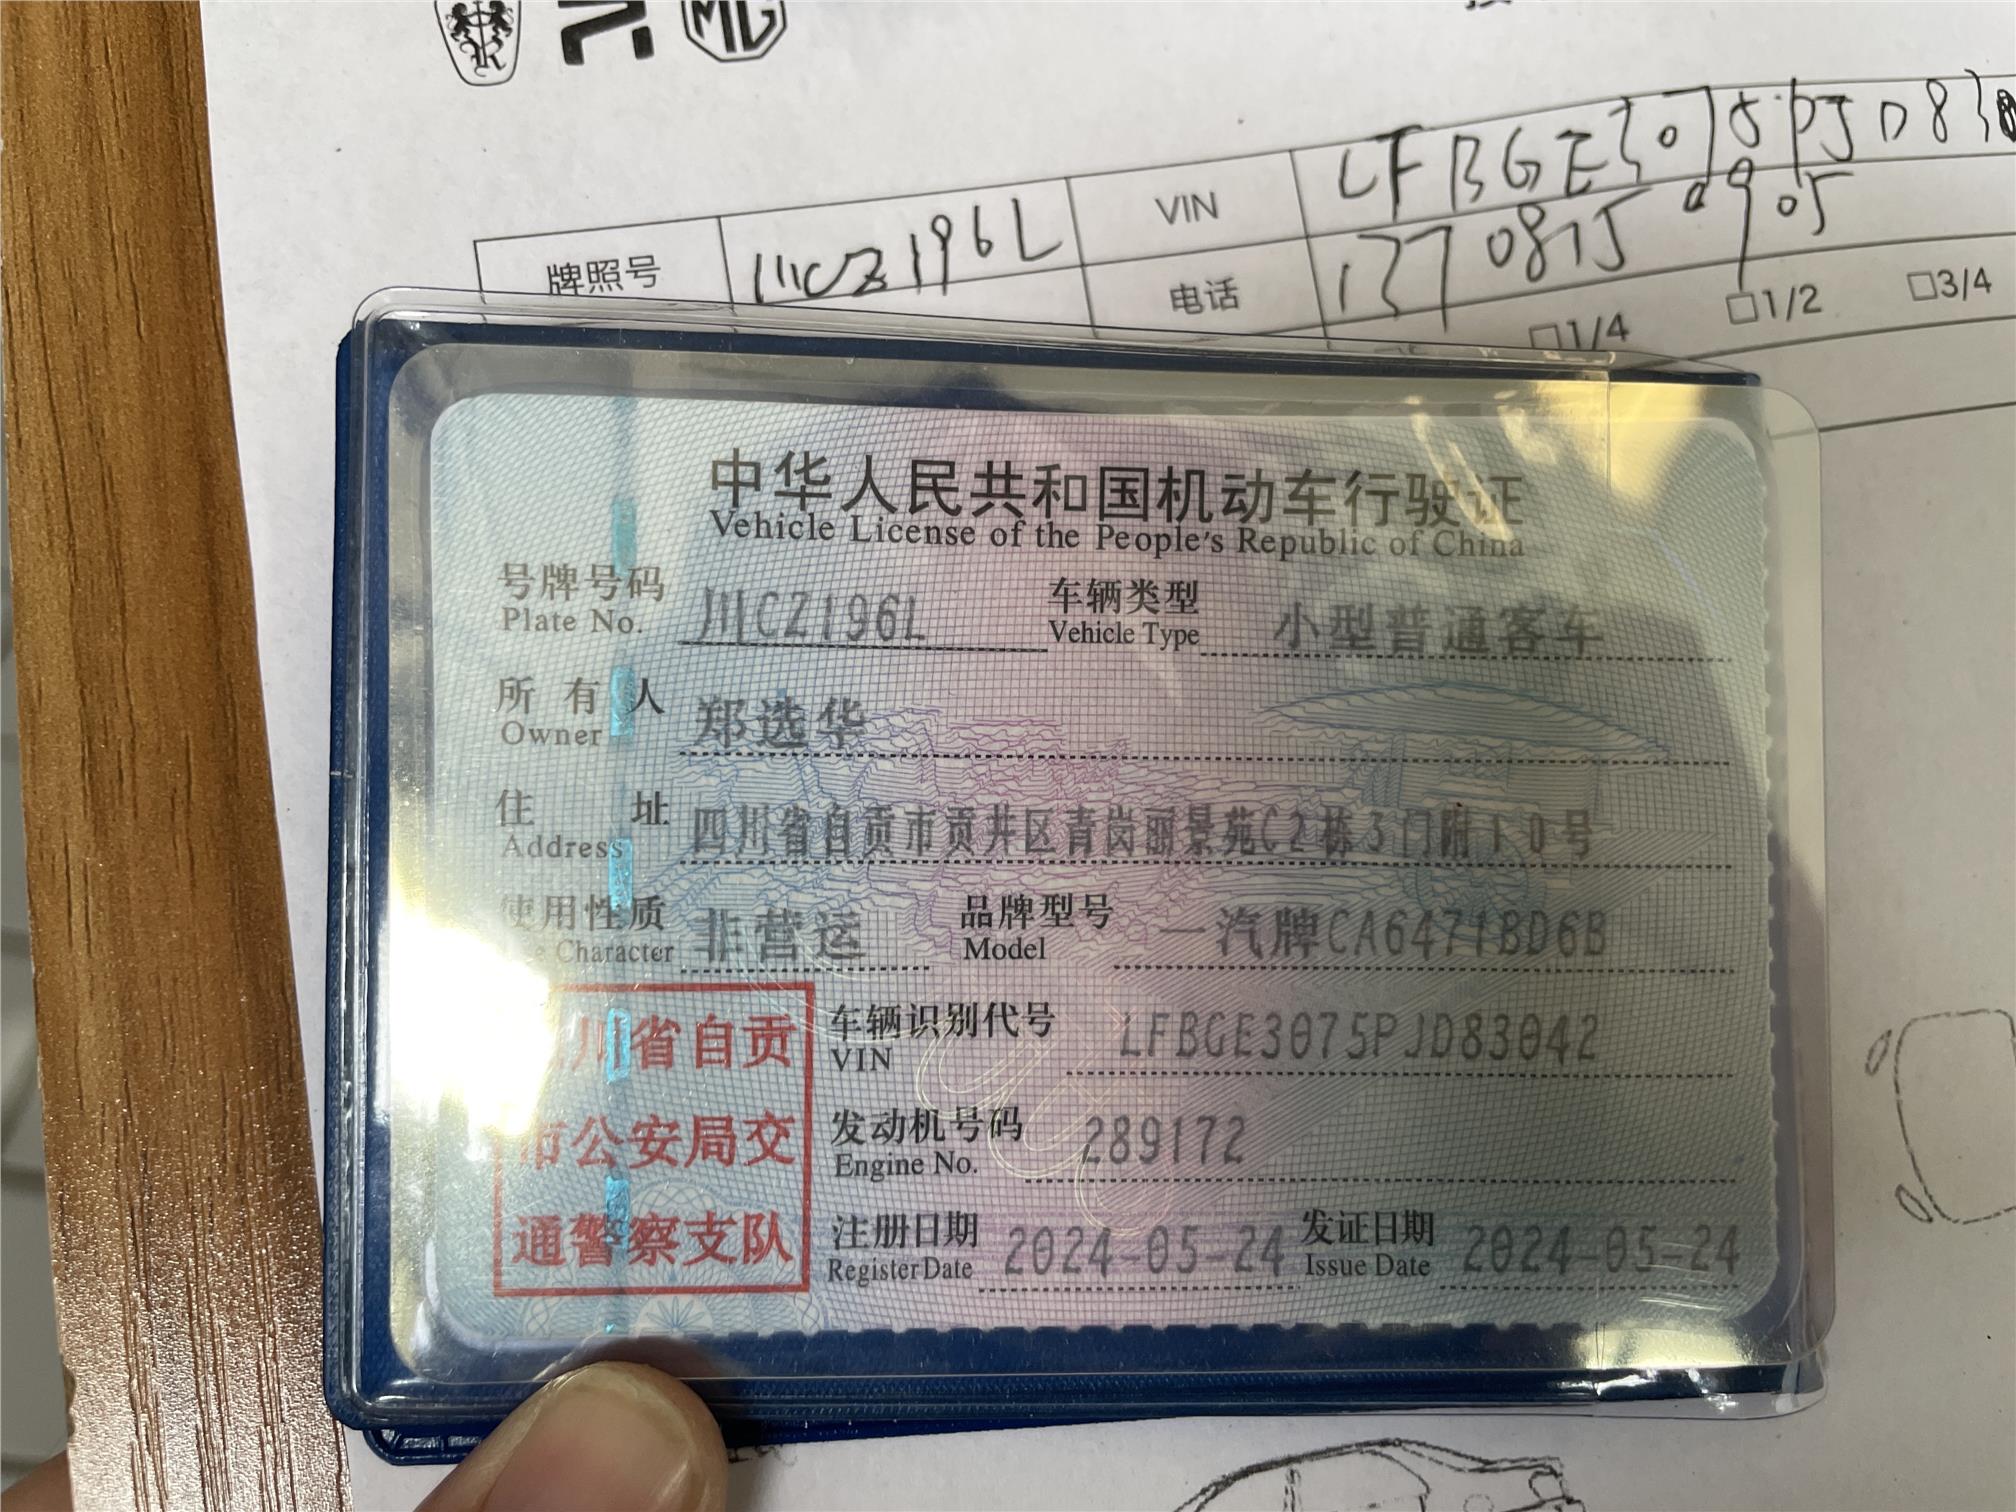 MG
牌照号 川CZ196L VIN LFBGE3075PJD830
电话 177 0815 0905
□1/4 □1/2 □3/4
中华人民共和国机动车行驶证
Vehicle License of the People's Republic of China
号牌号码 川CZ196L 车辆类型 小型普通客车
Plate No. Vehicle Type
所有人 郑选华
Owner
住址 四川省自贡市贡井区青岗丽景苑C2栋3门附10号
Address
使用性质 非营运 品牌型号 一汽牌CA6471BD6B
Character Model
川省自贡 车辆识别代号 LFBGE3075PJD83042
VIN
市公安局交 发动机号码 289172
Engine No.
通警察支队 注册日期 2024-05-24 发证日期 2024-05-24
Register Date Issue Date